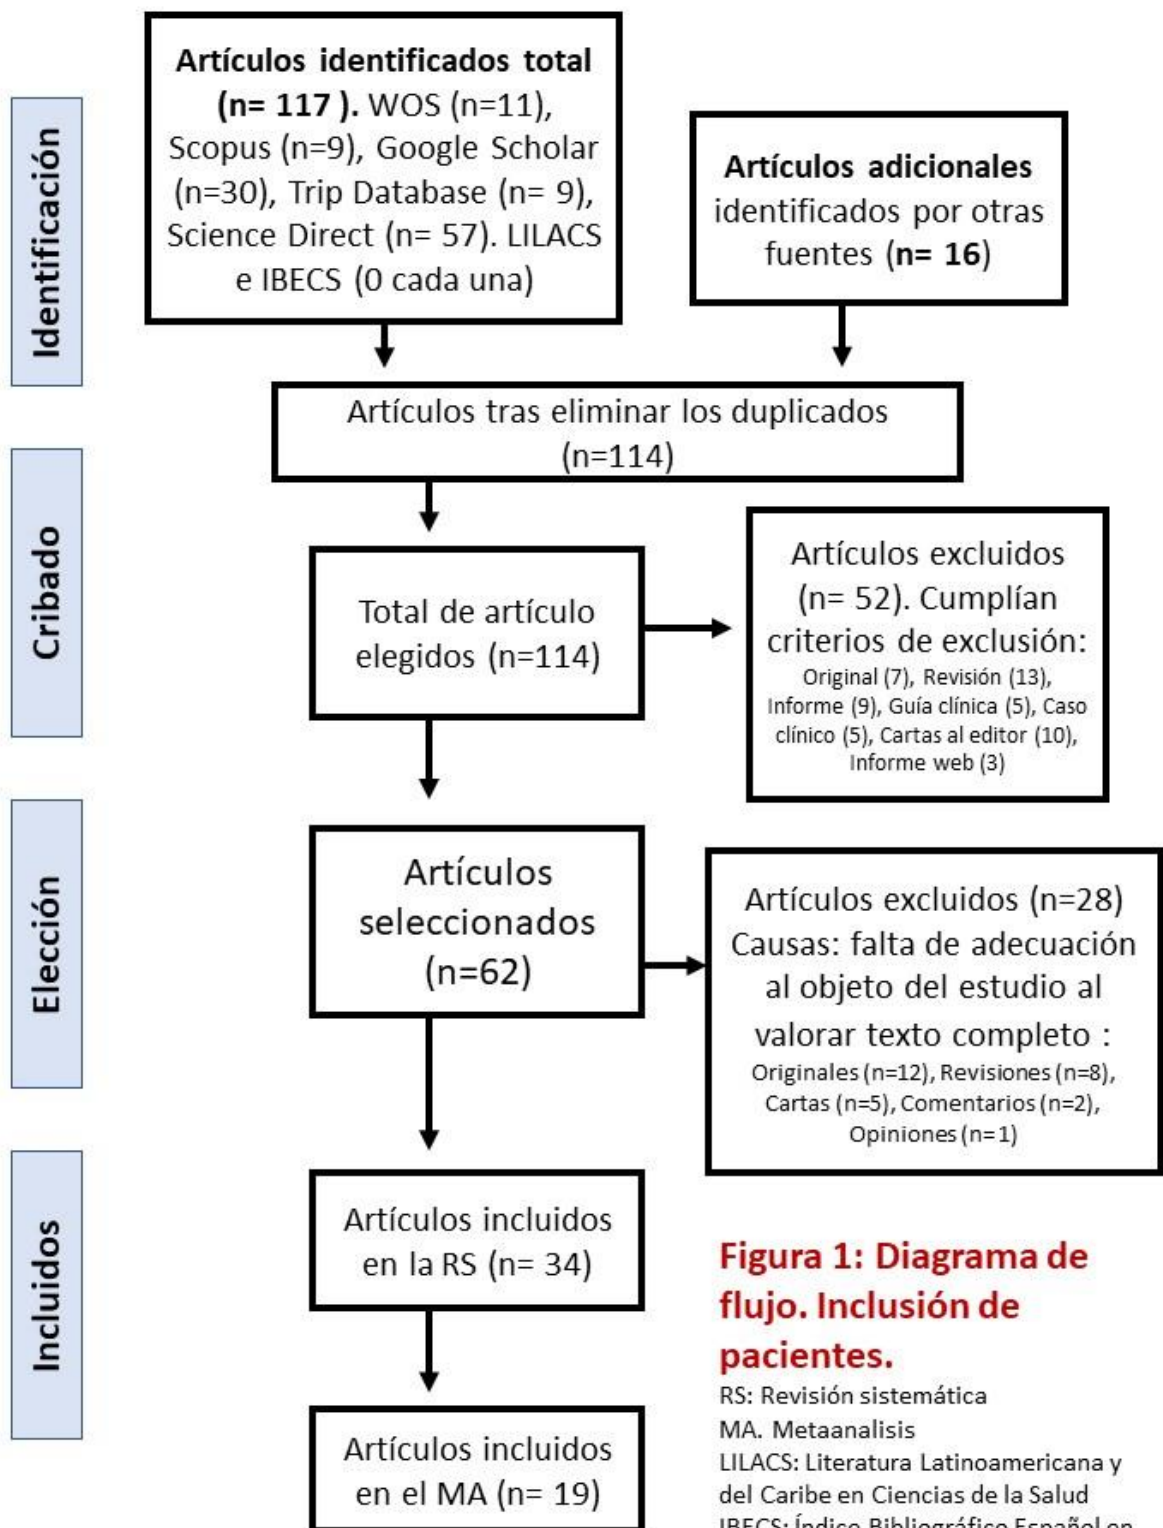 Identificación
Artículos identificados total
(n= 117 ). WOS (n=11),
Scopus (n=9), Google Scholar
(n=30), Trip Database (n= 9),
Science Direct (n= 57). LILACS
e IBECS (0 cada una)
Artículos adicionales
identificados por otras
fuentes (n= 16)
Artículos tras eliminar los duplicados
(n=114)
Cribado
Total de artículo
elegidos (n=114)
Artículos excluidos
(n= 52). Cumplían
criterios de exclusión:
Original (7), Revisión (13),
Informe (9), Guía clínica (5), Caso
clínico (5), Cartas al editor (10),
Informe web (3)
Elección
Artículos
seleccionados
(n=62)
Artículos excluidos (n=28)
Causas: falta de adecuación
al objeto del estudio al
valorar texto completo :
Originales (n=12), Revisiones (n=8),
Cartas (n=5), Comentarios (n=2),
Opiniones (n=1)
Incluidos
Artículos incluidos
en la RS (n= 34)
Artículos incluidos
en el MA (n= 19)
Figura 1: Diagrama de
flujo. Inclusión de
pacientes.
RS: Revisión sistemática
MA. Metaanalisis
LILACS: Literatura Latinoamericana y
del Caribe en Ciencias de la Salud
IBECS: Índice Bibliográfico Español en